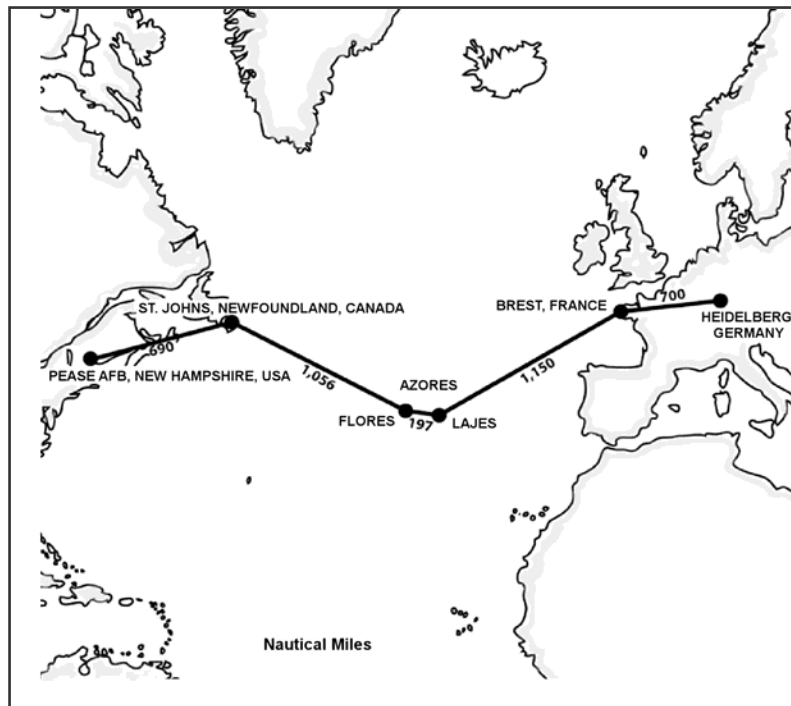 ST. JOHNS, NEWFOUNDLAND, CANADA
690
PEASE AFB, NEW HAMPSHIRE, USA
1,056
AZORES
FLORES
197
LAJES
1,150
BREST, FRANCE
700
HEIDELBERG
GERMANY
Nautical Miles